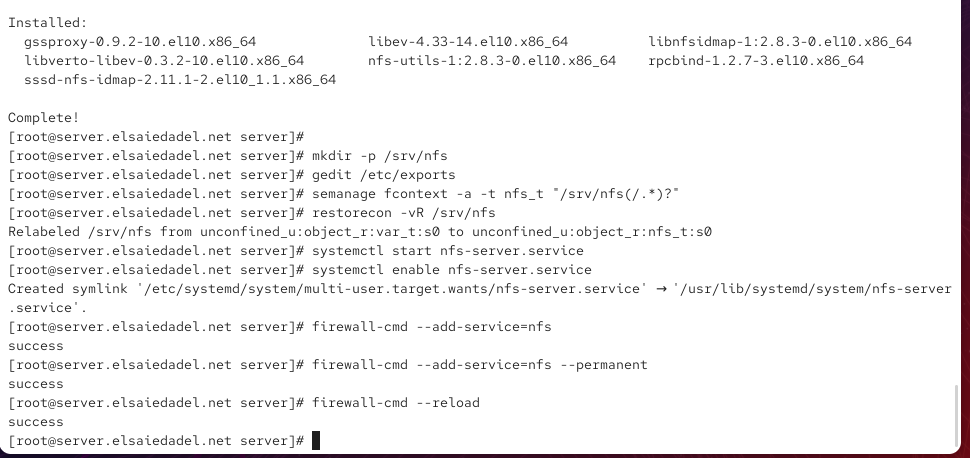 Installed:
  gssproxy-0.9.2-10.el10.x86_64              libev-4.33-14.el10.x86_64          libnfsidmap-1:2.8.3-0.el10.x86_64
  libverto-libev-0.3.2-10.el10.x86_64        nfs-utils-1:2.8.3-0.el10.x86_64    rpcbind-1.2.7-3.el10.x86_64
  sssd-nfs-idmap-2.11.1-2.el10_1.1.x86_64

Complete!
[root@server.elsaiedadel.net server]#
[root@server.elsaiedadel.net server]# mkdir -p /srv/nfs
[root@server.elsaiedadel.net server]# gedit /etc/exports
[root@server.elsaiedadel.net server]# semanage fcontext -a -t nfs_t "/srv/nfs(/.*)?"
[root@server.elsaiedadel.net server]# restorecon -vR /srv/nfs
Relabeled /srv/nfs from unconfined_u:object_r:var_t:s0 to unconfined_u:object_r:nfs_t:s0
[root@server.elsaiedadel.net server]# systemctl start nfs-server.service
[root@server.elsaiedadel.net server]# systemctl enable nfs-server.service
Created symlink '/etc/systemd/system/multi-user.target.wants/nfs-server.service' → '/usr/lib/systemd/system/nfs-server
.service'.
[root@server.elsaiedadel.net server]# firewall-cmd --add-service=nfs
success
[root@server.elsaiedadel.net server]# firewall-cmd --add-service=nfs --permanent
success
[root@server.elsaiedadel.net server]# firewall-cmd --reload
success
[root@server.elsaiedadel.net server]#